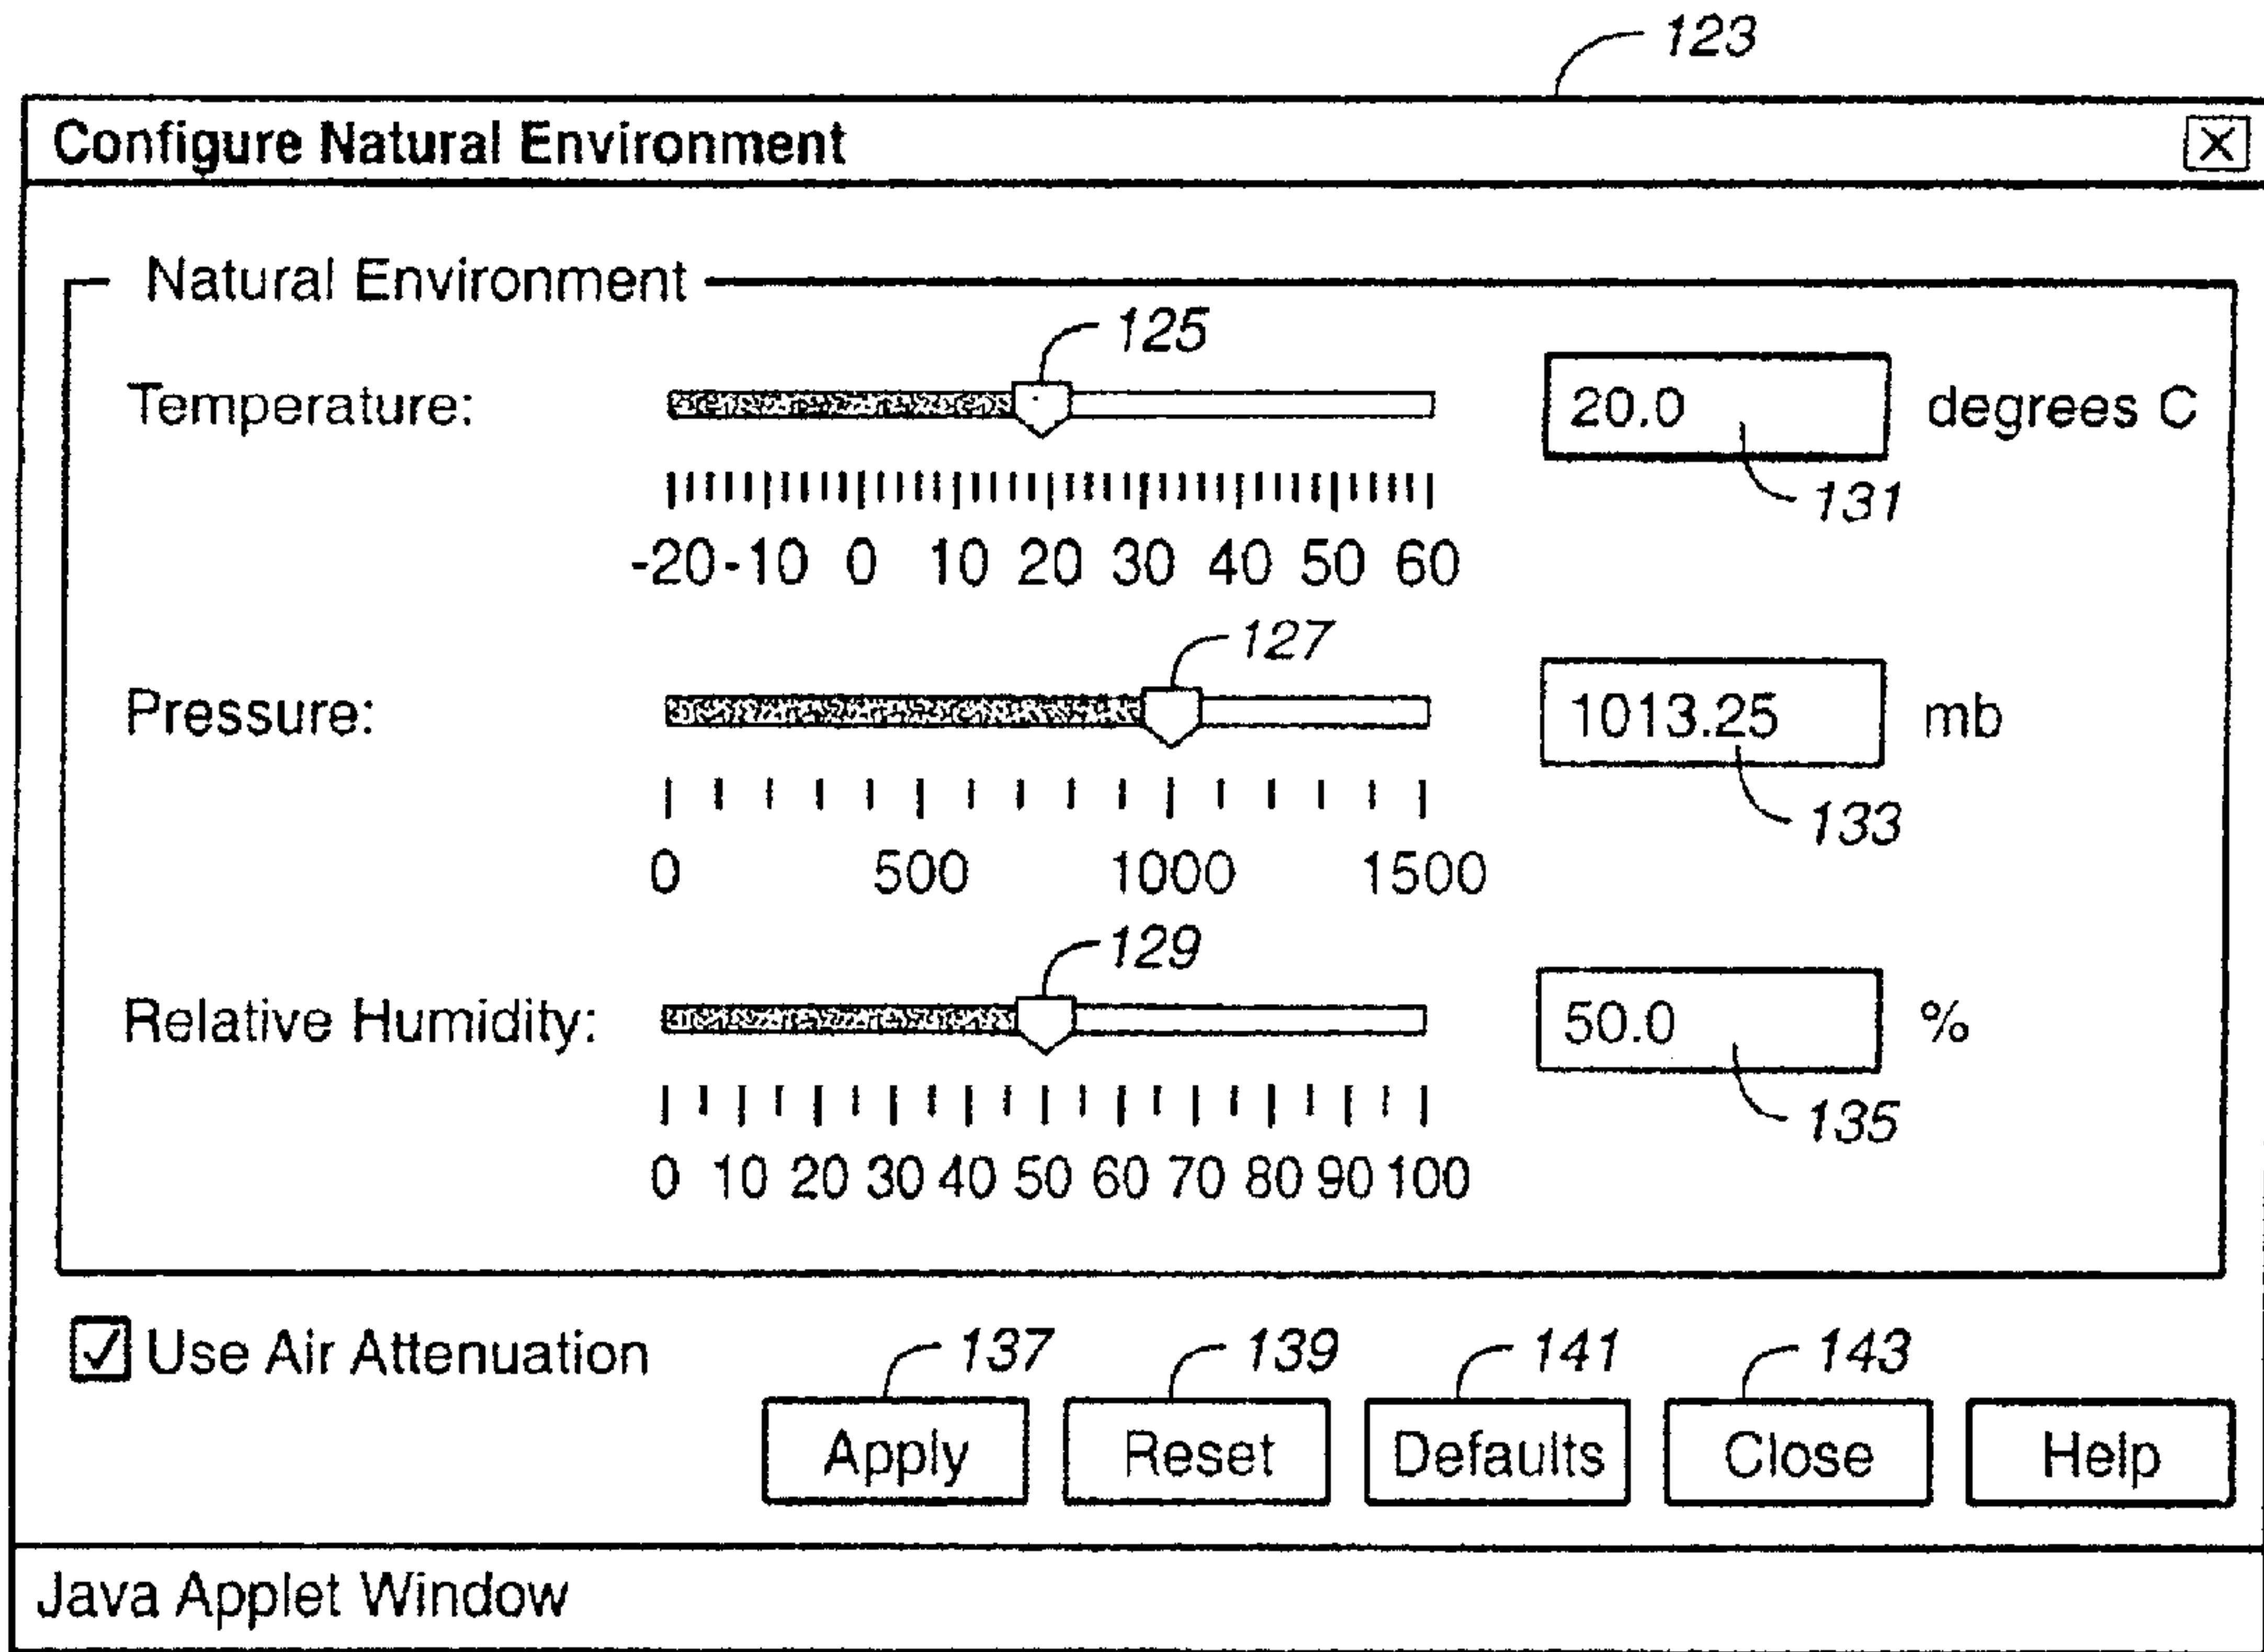 123
Configure Natural Environment
Natural Environment
125
Temperature:
20.0
degrees C
131
-20 -10 0 10 20 30 40 50 60
127
Pressure:
1013.25
mb
133
0 500 1000 1500
129
Relative Humidity:
50.0
%
135
0 10 20 30 40 50 60 70 80 90 100
Use Air Attenuation
137 139 141 143
Apply Reset Defaults Close Help
Java Applet Window